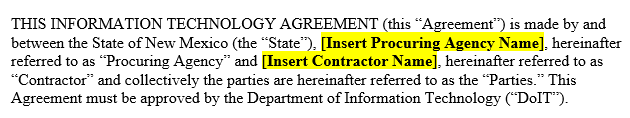 THIS INFORMATION TECHNOLOGY AGREEMENT (this “Agreement”) is made by and
between the State of New Mexico (the “State”), [Insert Procuring Agency Name], hereinafter
referred to as “Procuring Agency” and [Insert Contractor Name], hereinafter referred to as
“Contractor” and collectively the parties are hereinafter referred to as the “Parties.” This
Agreement must be approved by the Department of Information Technology (“DoIT”).